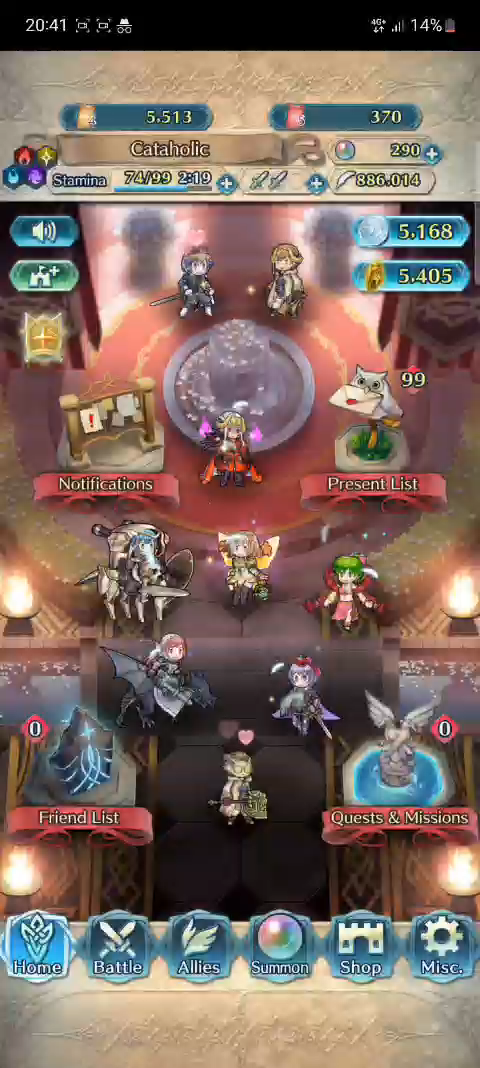 20:41 4G+ 14%
5.513 370
Cataholic 290
Stamina 74/99 2:19 886.014
5.168
5.405
99
Notifications Present List
0 0
Friend List Quests & Missions
Home Battle Allies Summon Shop Misc.